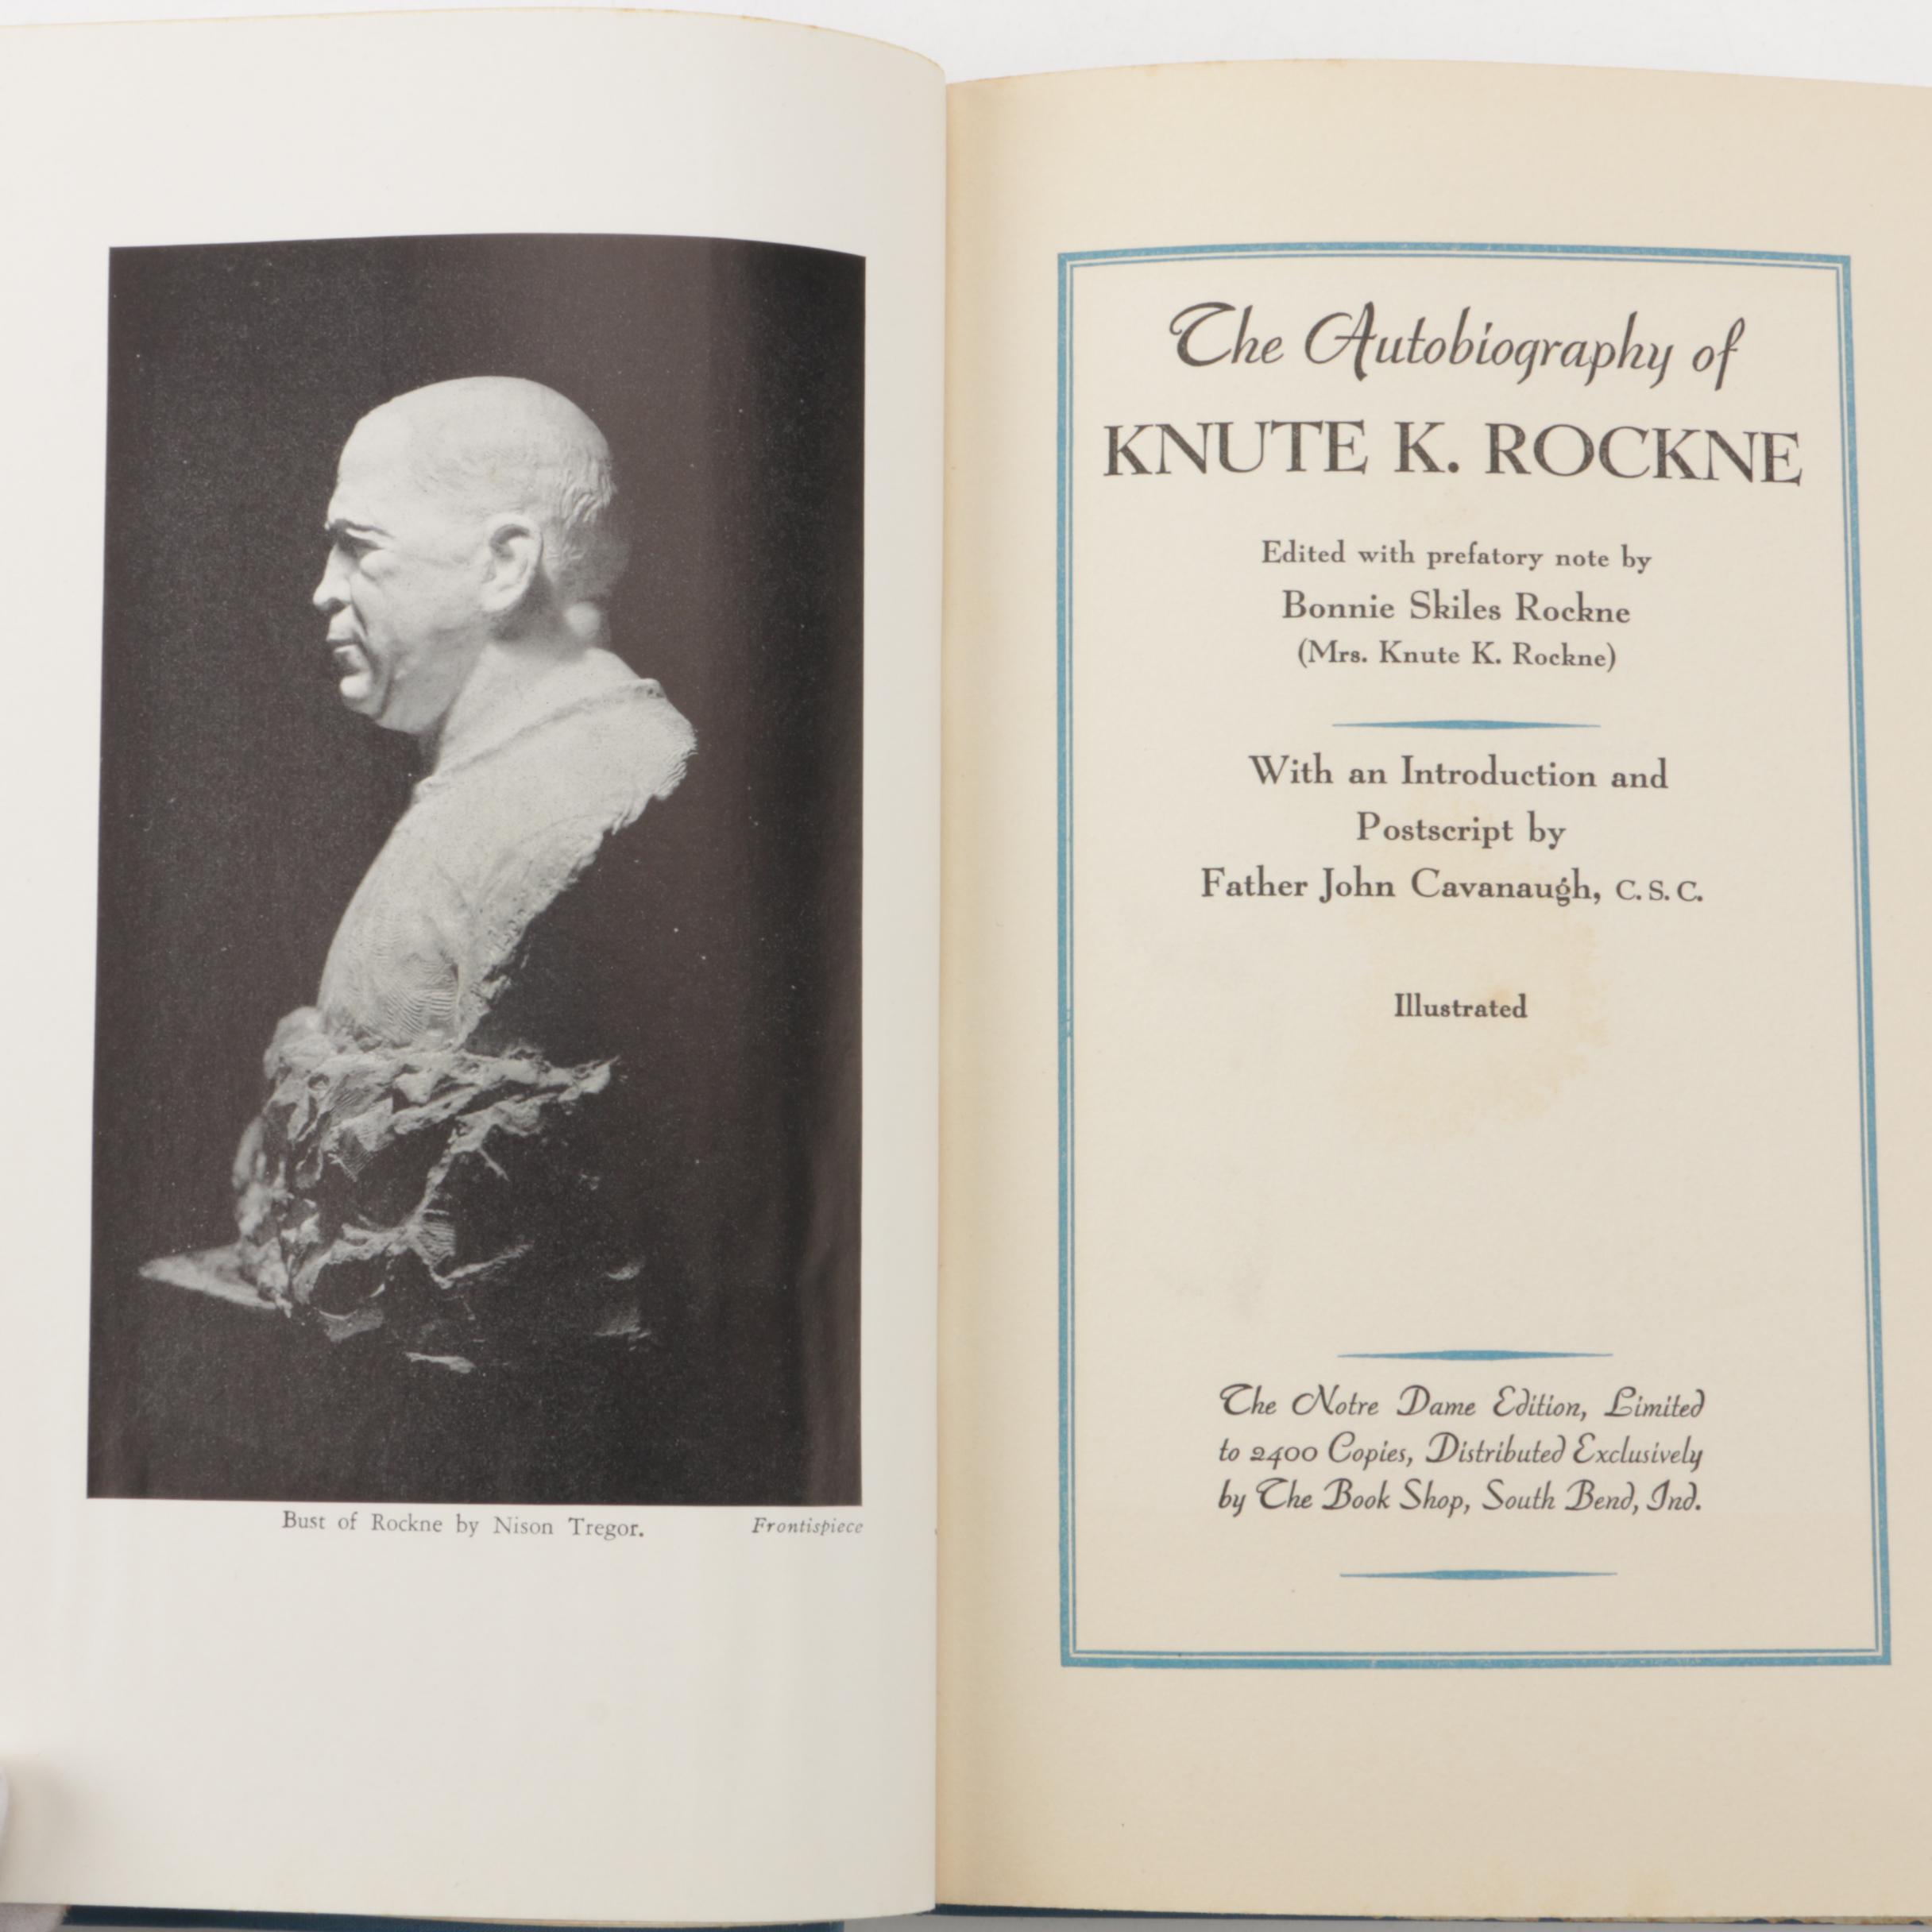 Bust of Rockne by Nison Tregor.
Frontispiece
The Autobiography of
KNUTE K. ROCKNE
Edited with prefatory note by
Bonnie Skiles Rockne
(Mrs. Knute K. Rockne)
With an Introduction and
Postscript by
Father John Cavanaugh, C. S. C.
Illustrated
The Notre Dame Edition, Limited
to 2400 Copies, Distributed Exclusively
by The Book Shop, South Bend, Ind.